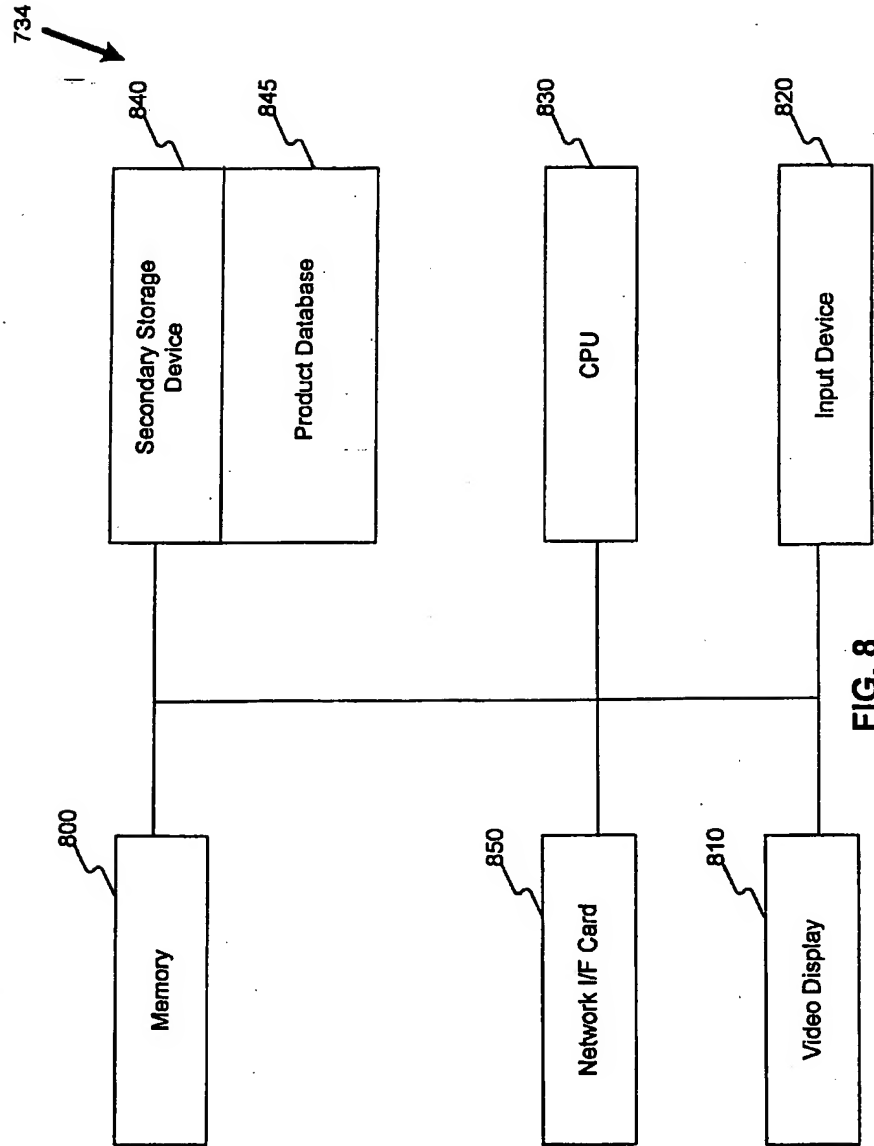 734
800
Memory
840
Secondary Storage
Device
845
Product Database
850
Network I/F Card
830
CPU
810
Video Display
820
Input Device
FIG. 8